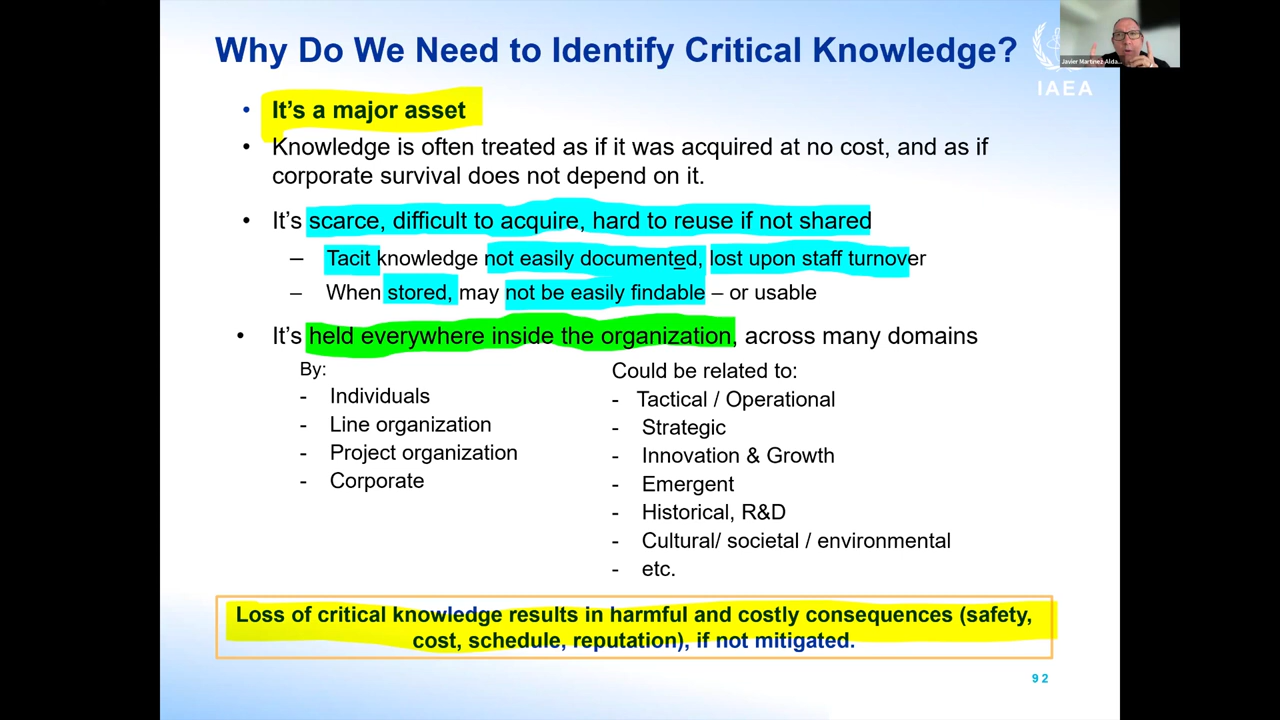 Why Do We Need to Identify Critical Knowledge?
IAEA
Javier Martinez Alda...
• It's a major asset
• Knowledge is often treated as if it was acquired at no cost, and as if
corporate survival does not depend on it.
• It's scarce, difficult to acquire, hard to reuse if not shared
– Tacit knowledge not easily documented, lost upon staff turnover
– When stored, may not be easily findable – or usable
• It's held everywhere inside the organization, across many domains
By:
- Individuals
- Line organization
- Project organization
- Corporate
Could be related to:
- Tactical / Operational
- Strategic
- Innovation & Growth
- Emergent
- Historical, R&D
- Cultural/ societal / environmental
- etc.
Loss of critical knowledge results in harmful and costly consequences (safety,
cost, schedule, reputation), if not mitigated.
92